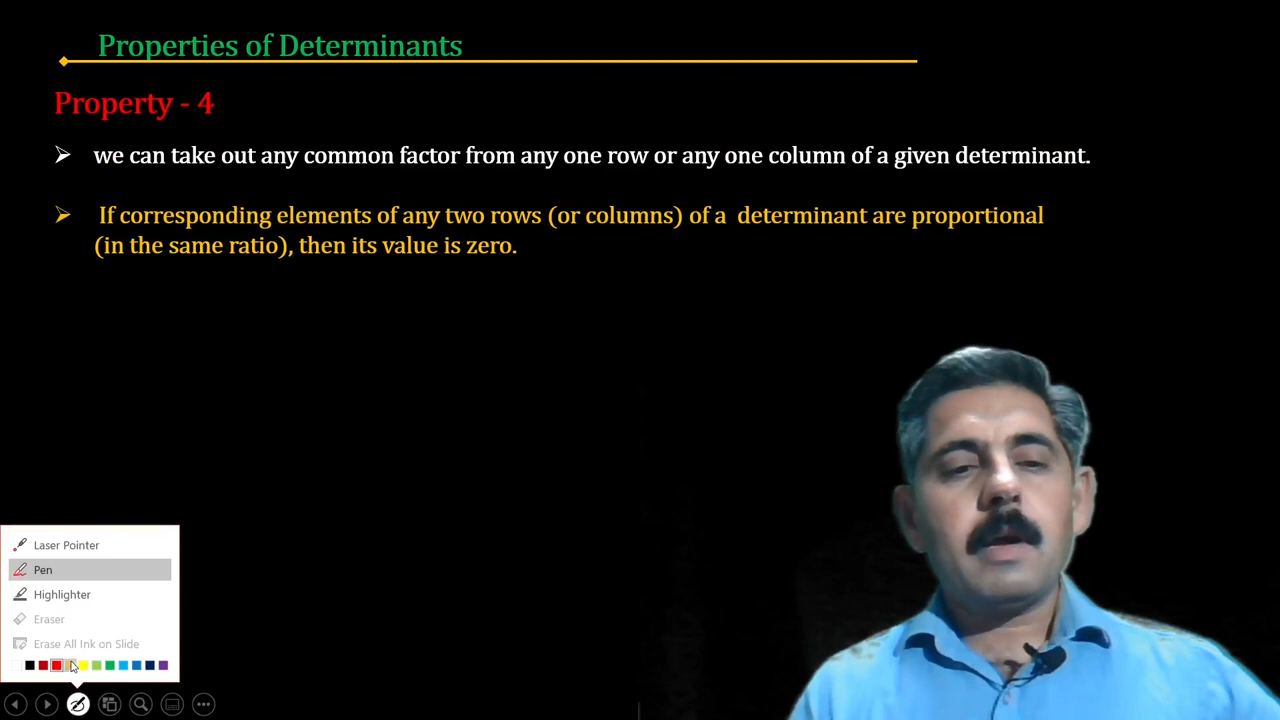 Properties of Determinants
Property - 4
we can take out any common factor from any one row or any one column of a given determinant.
If corresponding elements of any two rows (or columns) of a determinant are proportional
(in the same ratio), then its value is zero.
Laser Pointer
Pen
Highlighter
Eraser
Erase All Ink on Slide